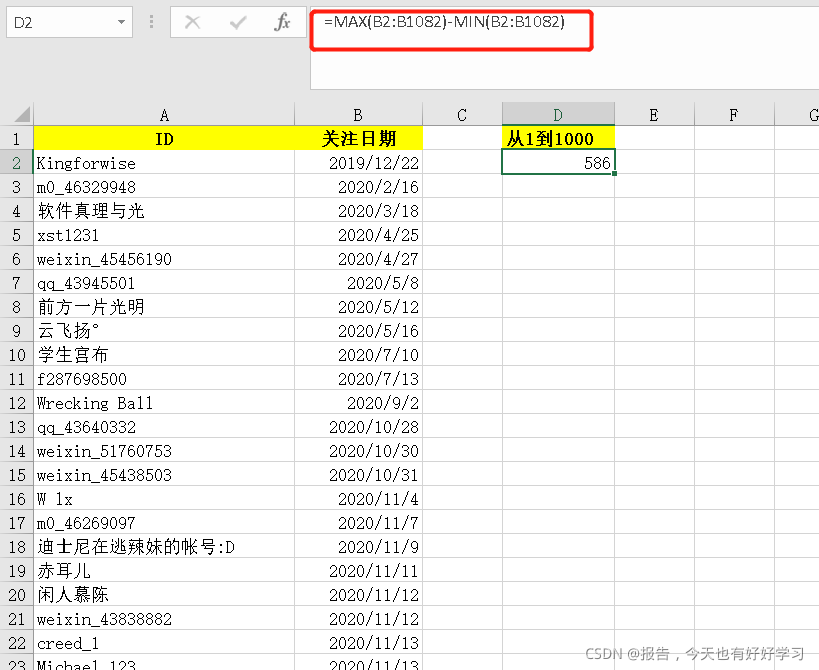 D2 fx =MAX(B2:B1082)-MIN(B2:B1082)
A B C D E F G
1 ID 关注日期 从1到1000
2 Kingforwise 2019/12/22 586
3 m0_46329948 2020/2/16
4 软件真理与光 2020/3/18
5 xst1231 2020/4/25
6 weixin_45456190 2020/4/27
7 qq_43945501 2020/5/8
8 前方一片光明 2020/5/12
9 云飞扬° 2020/5/16
10 学生宫布 2020/7/10
11 f287698500 2020/7/13
12 Wrecking Ball 2020/9/2
13 qq_43640332 2020/10/28
14 weixin_51760753 2020/10/30
15 weixin_45438503 2020/10/31
16 W lx 2020/11/4
17 m0_46269097 2020/11/7
18 迪士尼在逃辣妹的帐号:D 2020/11/9
19 赤耳儿 2020/11/11
20 闲人慕陈 2020/11/12
21 weixin_43838882 2020/11/12
22 creed_1 2020/11/13
23 Michael 123 2020/11/13
CSDN @报告，今天也有好好学习